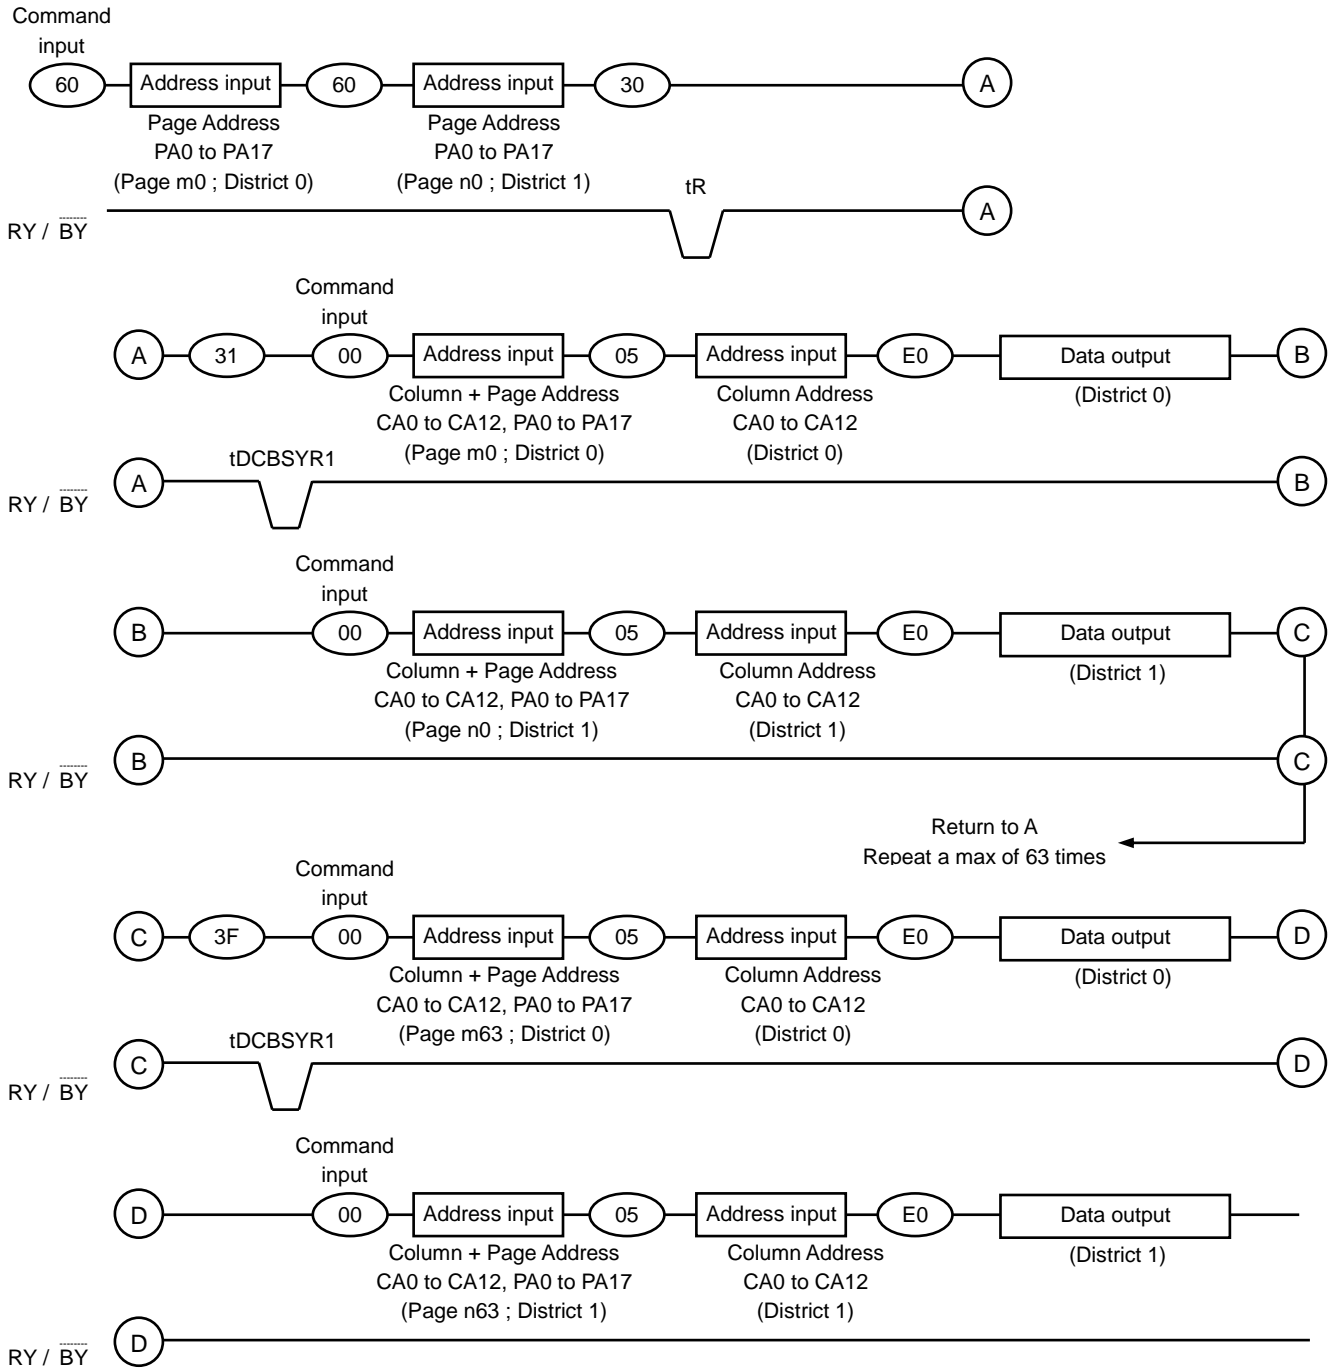 Command
input
60 Address input 60 Address input 30 A
Page Address
PA0 to PA17
(Page m0 ; District 0)
Page Address
PA0 to PA17
(Page n0 ; District 1)
tR
RY / BY A
Command
input
A 31 00 Address input 05 Address input E0 Data output B
Column + Page Address
CA0 to CA12, PA0 to PA17
(Page m0 ; District 0)
Column Address
CA0 to CA12
(District 0)
(District 0)
tDCBSYR1
RY / BY A B
Command
input
B 00 Address input 05 Address input E0 Data output C
Column + Page Address
CA0 to CA12, PA0 to PA17
(Page n0 ; District 1)
Column Address
CA0 to CA12
(District 1)
(District 1)
RY / BY B C
Return to A
Repeat a max of 63 times
Command
input
C 3F 00 Address input 05 Address input E0 Data output D
Column + Page Address
CA0 to CA12, PA0 to PA17
(Page m63 ; District 0)
Column Address
CA0 to CA12
(District 0)
(District 0)
tDCBSYR1
RY / BY C D
Command
input
D 00 Address input 05 Address input E0 Data output
Column + Page Address
CA0 to CA12, PA0 to PA17
(Page n63 ; District 1)
Column Address
CA0 to CA12
(District 1)
(District 1)
RY / BY D